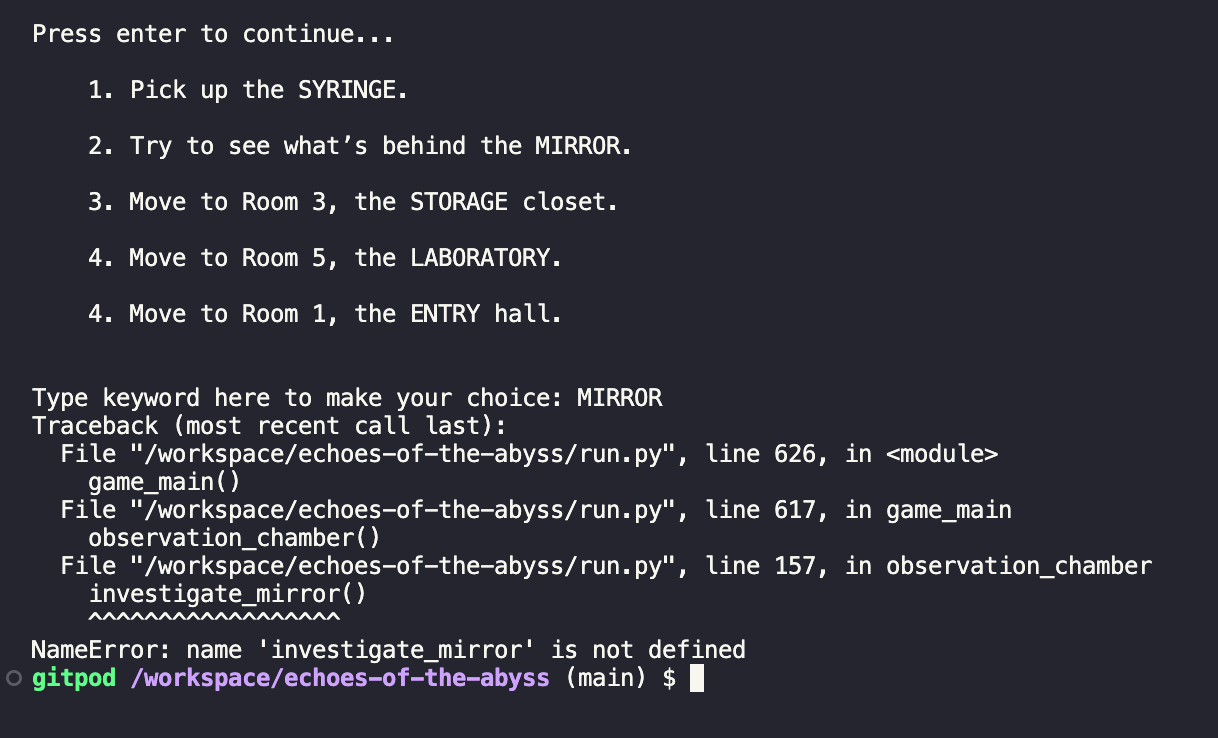 Press enter to continue...
1. Pick up the SYRINGE.
2. Try to see what’s behind the MIRROR.
3. Move to Room 3, the STORAGE closet.
4. Move to Room 5, the LABORATORY.
4. Move to Room 1, the ENTRY hall.
Type keyword here to make your choice: MIRROR
Traceback (most recent call last):
  File "/workspace/echoes-of-the-abyss/run.py", line 626, in <module>
    game_main()
  File "/workspace/echoes-of-the-abyss/run.py", line 617, in game_main
    observation_chamber()
  File "/workspace/echoes-of-the-abyss/run.py", line 157, in observation_chamber
    investigate_mirror()
    ^^^^^^^^^^^^^^^^^^
NameError: name 'investigate_mirror' is not defined
gitpod /workspace/echoes-of-the-abyss (main) $